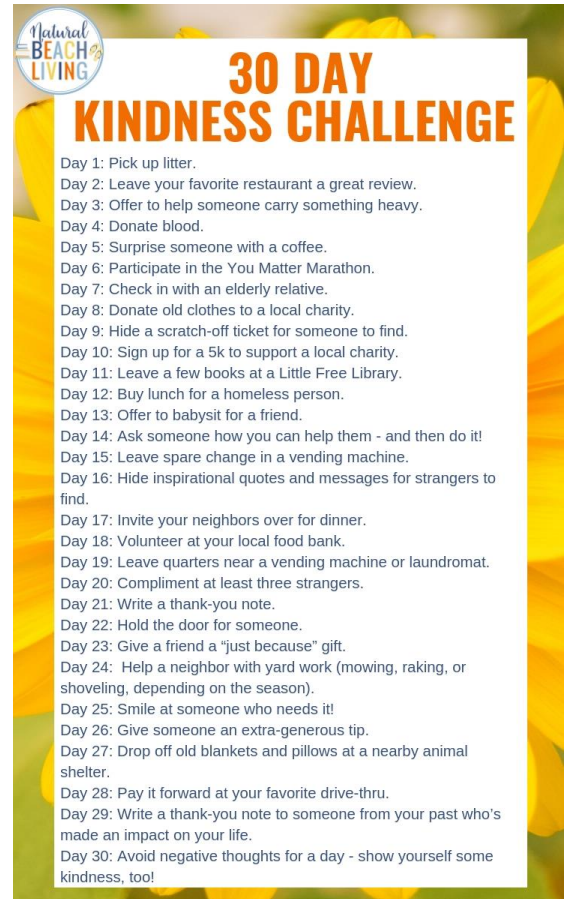 Natural
BEACH
LIVING
30 DAY
KINDNESS CHALLENGE
Day 1: Pick up litter.
Day 2: Leave your favorite restaurant a great review.
Day 3: Offer to help someone carry something heavy.
Day 4: Donate blood.
Day 5: Surprise someone with a coffee.
Day 6: Participate in the You Matter Marathon.
Day 7: Check in with an elderly relative.
Day 8: Donate old clothes to a local charity.
Day 9: Hide a scratch-off ticket for someone to find.
Day 10: Sign up for a 5k to support a local charity.
Day 11: Leave a few books at a Little Free Library.
Day 12: Buy lunch for a homeless person.
Day 13: Offer to babysit for a friend.
Day 14: Ask someone how you can help them - and then do it!
Day 15: Leave spare change in a vending machine.
Day 16: Hide inspirational quotes and messages for strangers to
find.
Day 17: Invite your neighbors over for dinner.
Day 18: Volunteer at your local food bank.
Day 19: Leave quarters near a vending machine or laundromat.
Day 20: Compliment at least three strangers.
Day 21: Write a thank-you note.
Day 22: Hold the door for someone.
Day 23: Give a friend a “just because” gift.
Day 24:  Help a neighbor with yard work (mowing, raking, or
shoveling, depending on the season).
Day 25: Smile at someone who needs it!
Day 26: Give someone an extra-generous tip.
Day 27: Drop off old blankets and pillows at a nearby animal
shelter.
Day 28: Pay it forward at your favorite drive-thru.
Day 29: Write a thank-you note to someone from your past who’s
made an impact on your life.
Day 30: Avoid negative thoughts for a day - show yourself some
kindness, too!